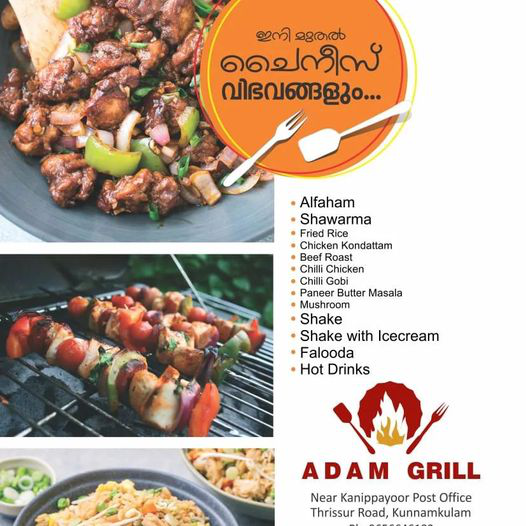 ഇനി മുതൽ
ചൈനീസ്
വിഭവങ്ങളും...
Alfaham
Shawarma
Fried Rice
Chicken Kondattam
Beef Roast
Chilli Chicken
Chilli Gobi
Paneer Butter Masala
Mushroom
Shake
Shake with Icecream
Falooda
Hot Drinks
ADAM GRILL
Near Kanippayoor Post Office
Thrissur Road, Kunnamkulam